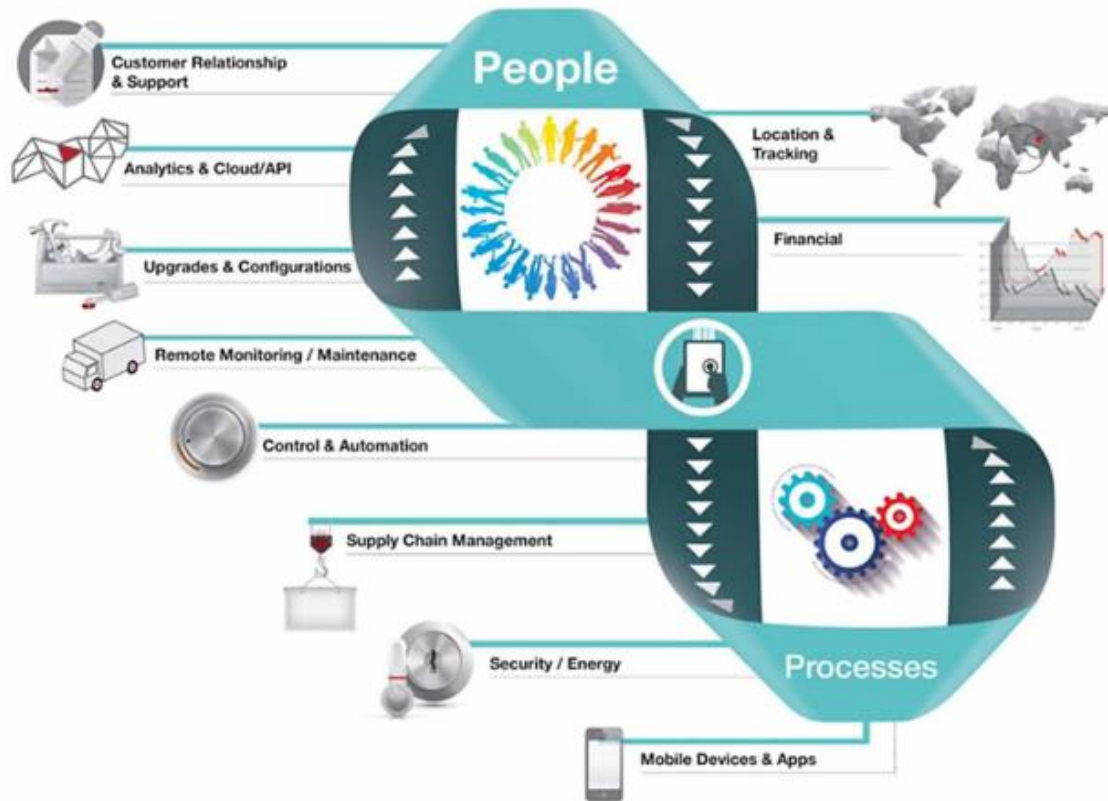 People
Customer Relationship
& Support
Location &
Tracking
Analytics & Cloud/API
Financial
Upgrades & Configurations
Remote Monitoring / Maintenance
Control & Automation
Supply Chain Management
Security / Energy
Processes
Mobile Devices & Apps